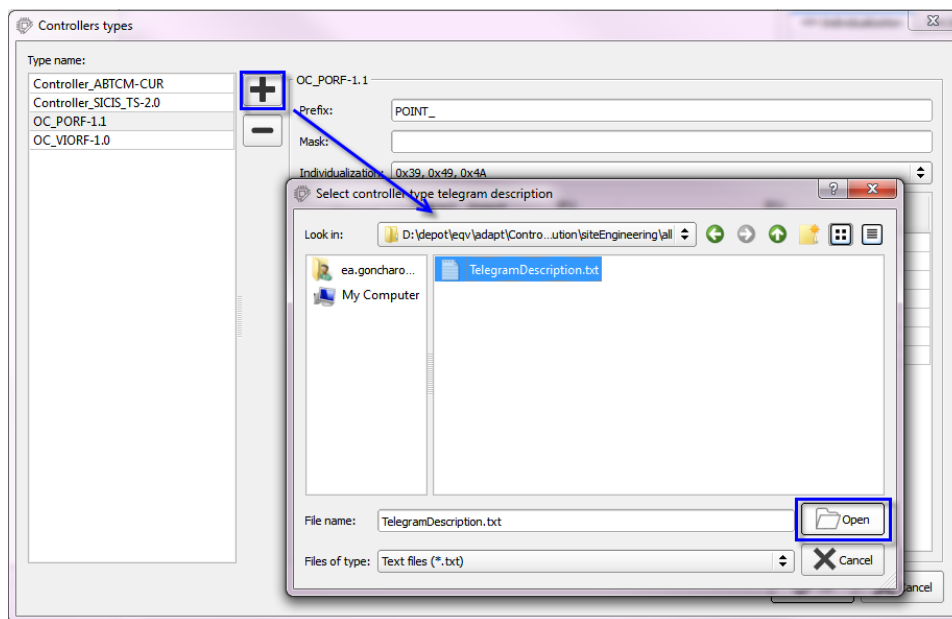 Controllers types
Type name:
Controller_ABTCM-CUR
Controller_SICIS_TS-2.0
OC_PORF-1.1
OC_VIORF-1.0
OC_PORF-1.1
Prefix: POINT_
Mask:
Individualization: 0x39, 0x49, 0x4A
Select controller type telegram description
Look in: D:\depot\eqv\adapt\Contro...ution\siteEngineering\all
ea.goncharo...
My Computer
TelegramDescription.txt
File name: TelegramDescription.txt
Open
Files of type: Text files (*.txt)
Cancel
ancel